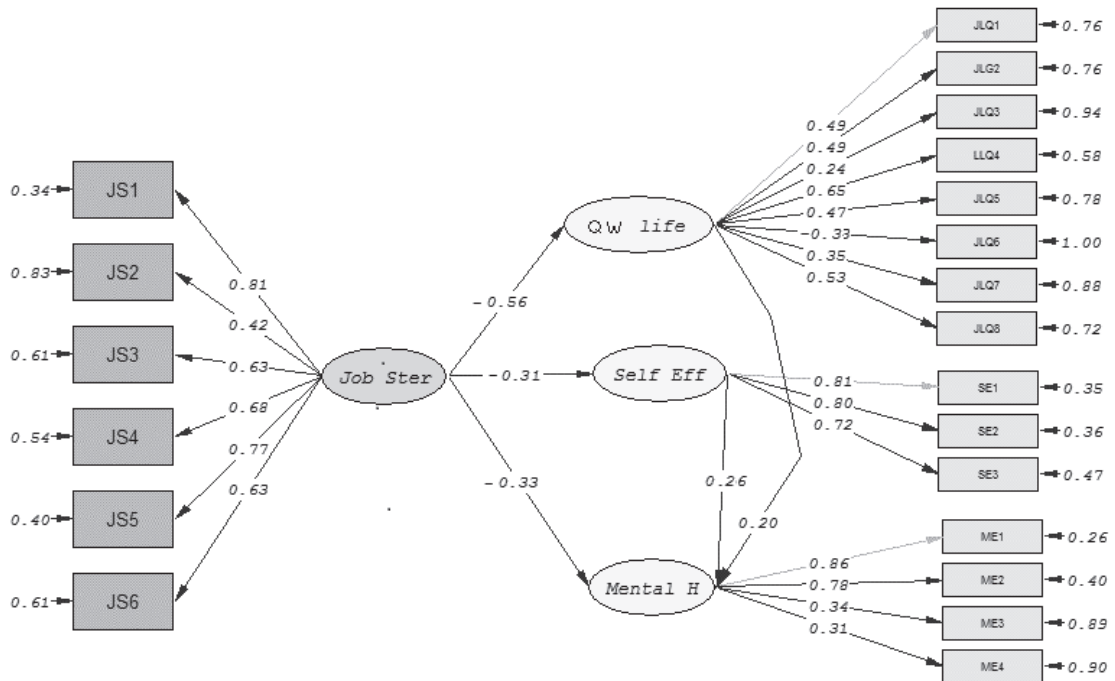 0.34
JS1
0.83
JS2
0.61
JS3
0.54
JS4
0.40
JS5
0.61
JS6
0.81
0.42
0.63
0.68
0.77
0.63
Job Ster
-0.56
-0.31
-0.33
QW life
Self Eff
Mental H
0.26
0.20
0.49
0.49
0.24
0.65
0.47
-0.33
0.35
0.53
JLQ1
0.76
JLG2
0.76
JLQ3
0.94
LLQ4
0.58
JLQ5
0.78
JLQ6
1.00
JLQ7
0.88
JLQ8
0.72
0.81
0.80
0.72
SE1
0.35
SE2
0.36
SE3
0.47
0.86
0.78
0.34
0.31
ME1
0.26
ME2
0.40
ME3
0.89
ME4
0.90